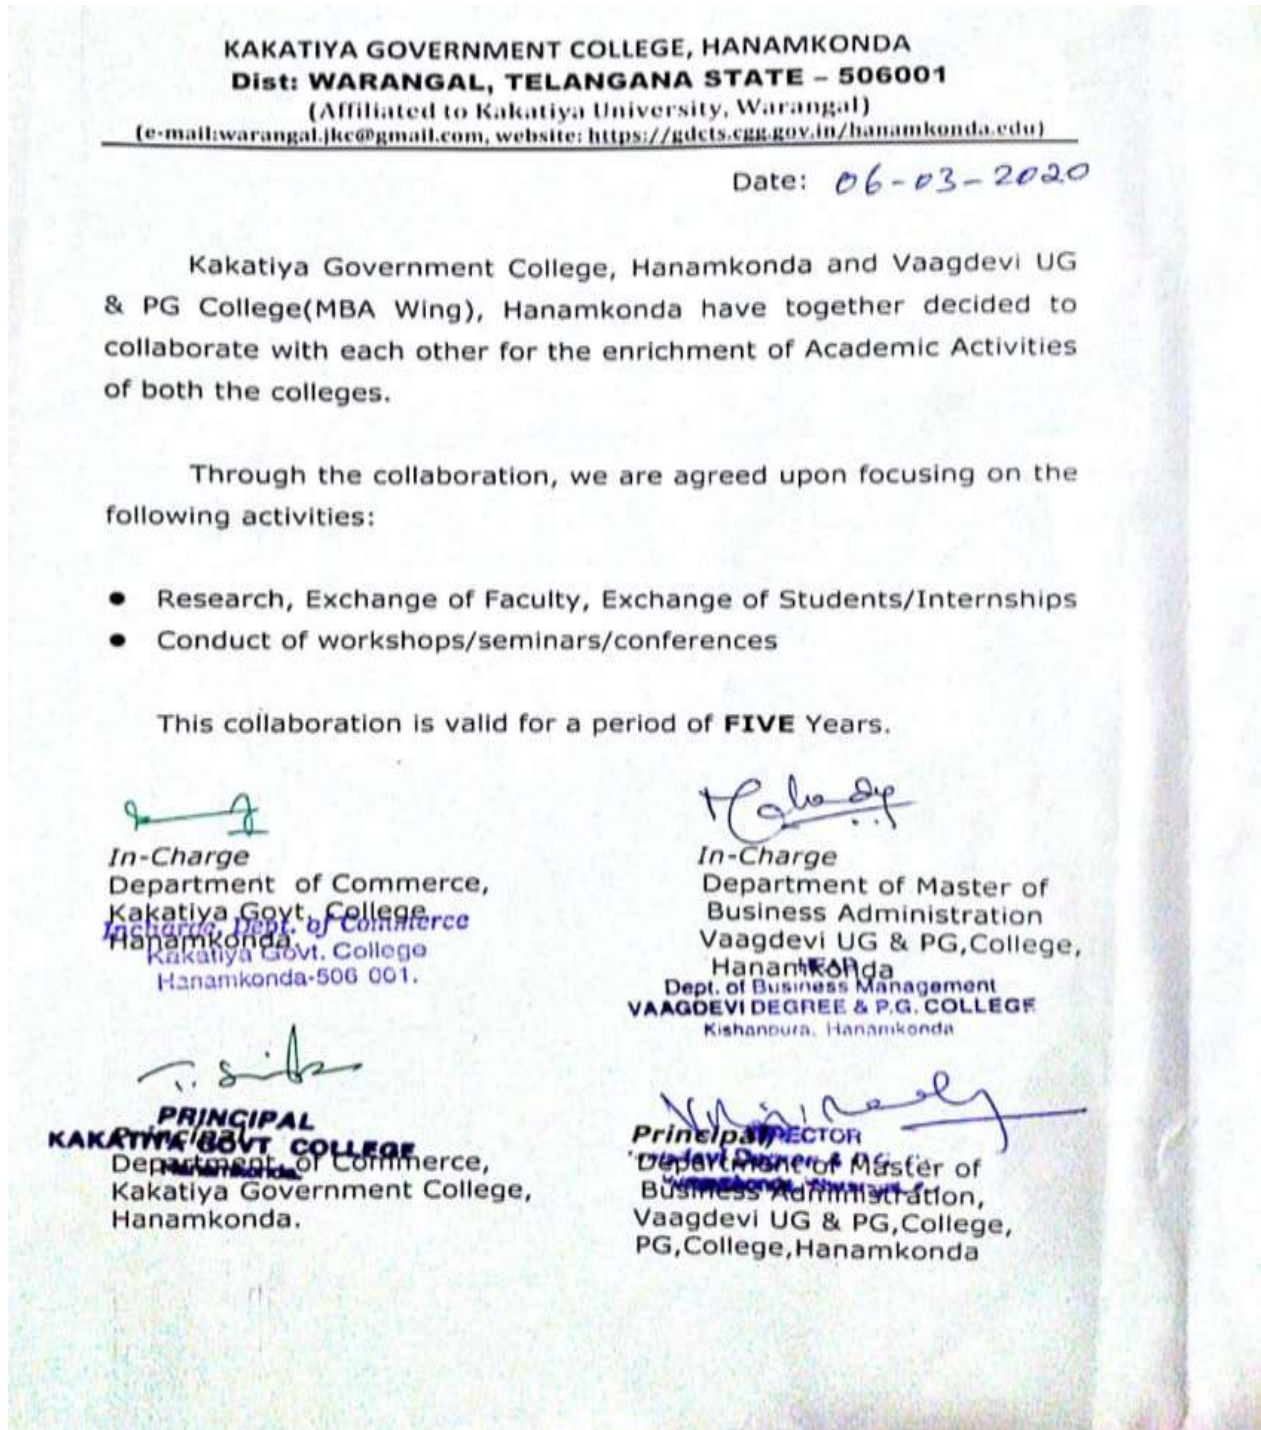 KAKATIYA GOVERNMENT COLLEGE, HANAMKONDA
Dist: WARANGAL, TELANGANA STATE – 506001
(Affiliated to Kakatiya University, Warangal)
(e-mail:warangal.jkc@gmail.com, website: https://gdcts.cgg.gov.in/hanamkonda.edu)
Date: 06-03-2020
Kakatiya Government College, Hanamkonda and Vaagdevi UG
& PG College(MBA Wing), Hanamkonda have together decided to
collaborate with each other for the enrichment of Academic Activities
of both the colleges.
Through the collaboration, we are agreed upon focusing on the
following activities:
● Research, Exchange of Faculty, Exchange of Students/Internships
● Conduct of workshops/seminars/conferences
This collaboration is valid for a period of FIVE Years.
In-Charge
Department of Commerce,
Kakatiya Govt. College
Hanamkonda.
Incharge, Dept. of Commerce
Kakatiya Govt. College
Hanamkonda-506 001.
In-Charge
Department of Master of
Business Administration
Vaagdevi UG & PG,College,
Hanamkonda
HEAD
Dept. of Business Management
VAAGDEVI DEGREE & P.G. COLLEGE
Kishanpura, Hanamkonda
PRINCIPAL
KAKATIYA GOVT COLLEGE
Principal
Department of Commerce,
Kakatiya Government College,
Hanamkonda.
Principal,
DIRECTOR
Department of Master of
Business Administration,
Vaagdevi UG & PG,College,
PG,College,Hanamkonda